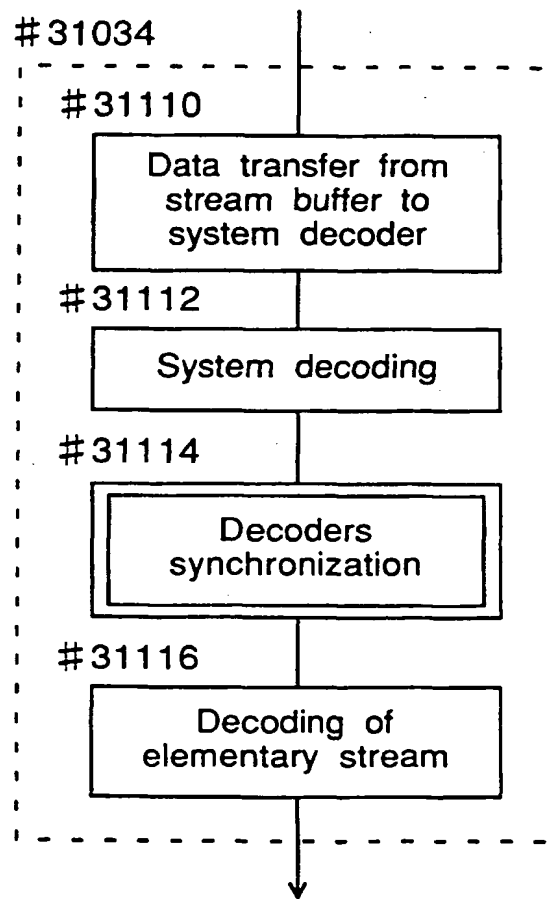 #31034
#31110
Data transfer from
stream buffer to
system decoder
#31112
System decoding
#31114
Decoders
synchronization
#31116
Decoding of
elementary stream